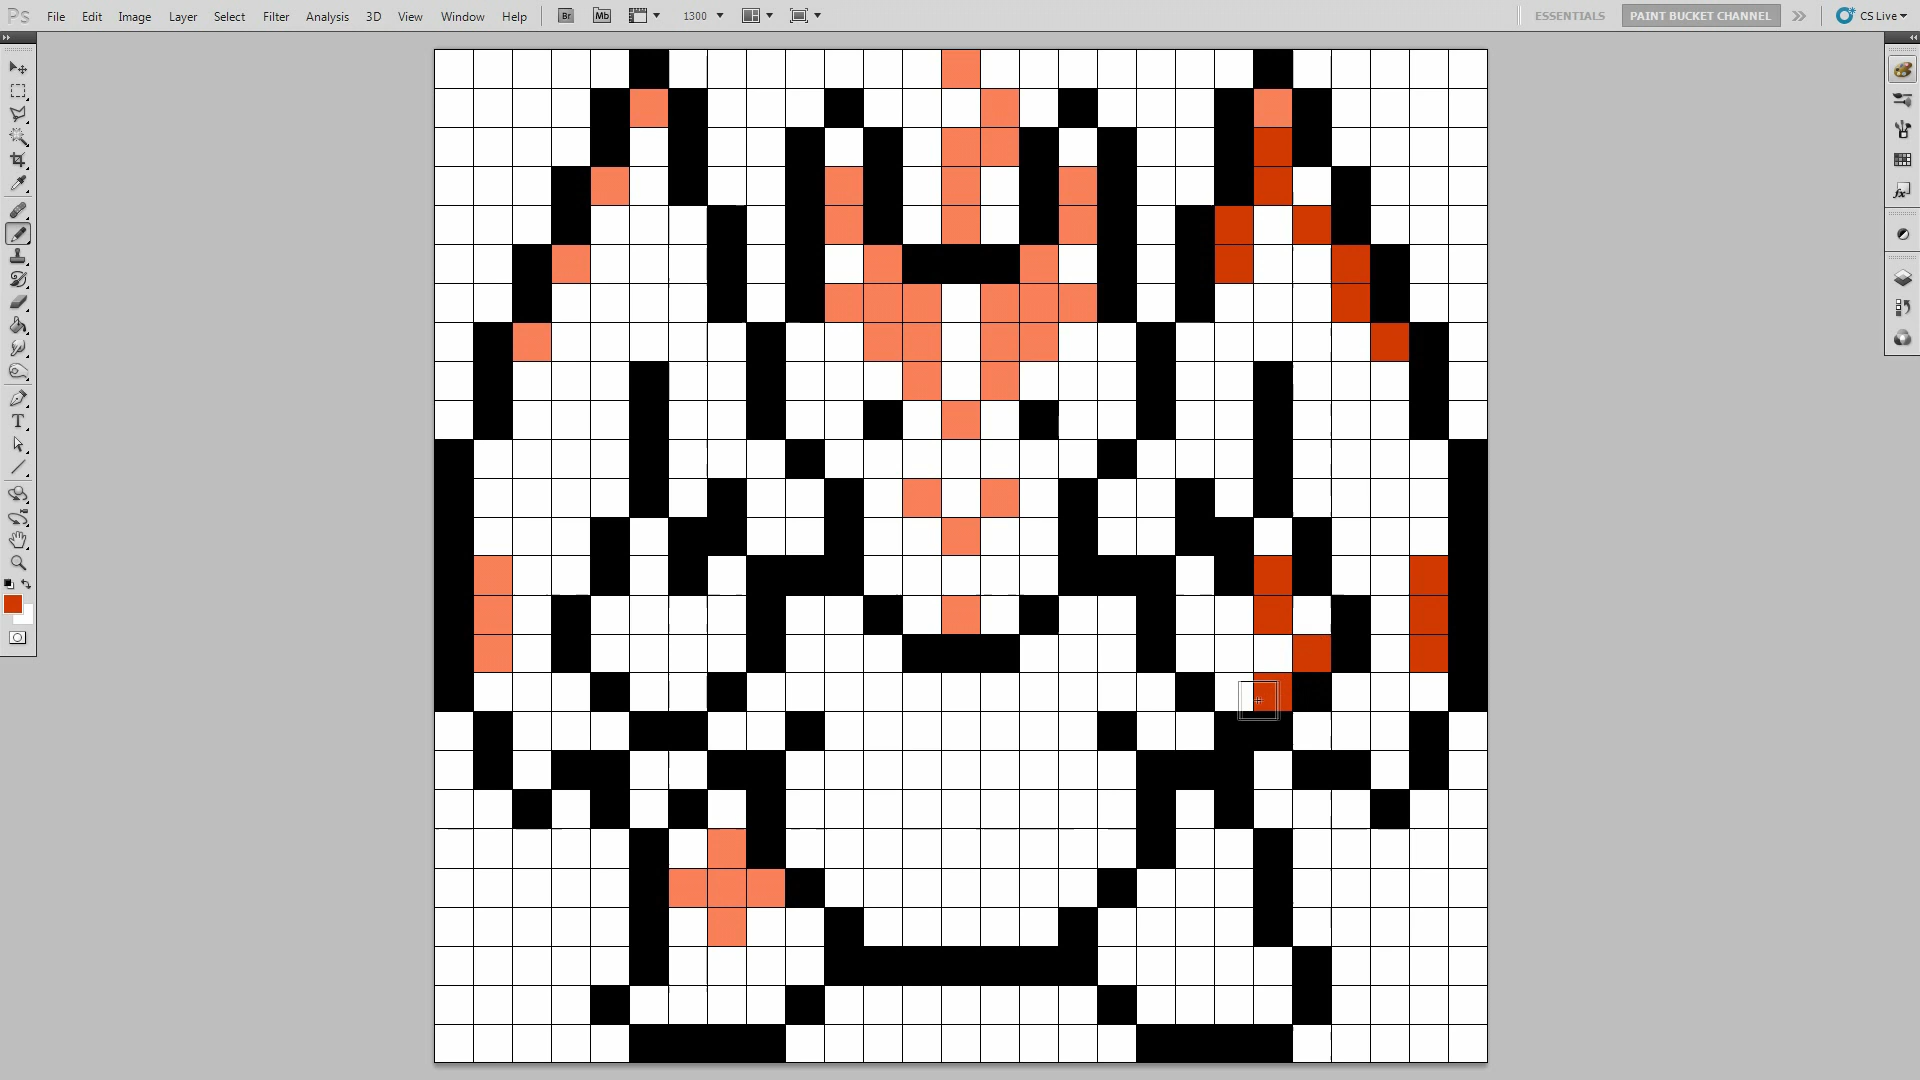 Ps File Edit Image Layer Select Filter Analysis 3D View Window Help Br Mb 1300 ESSENTIALS PAINT BUCKET CHANNEL CS Live
T
fx